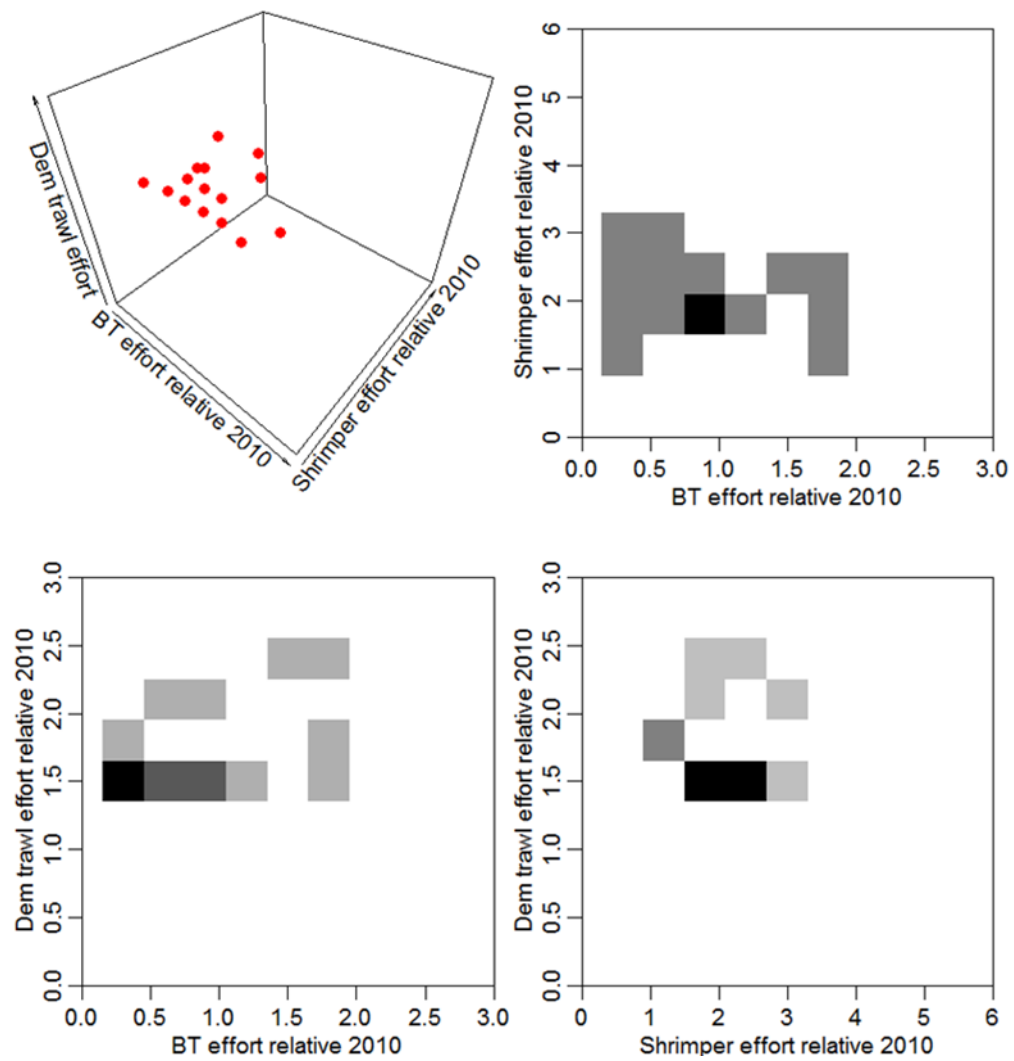 Dem trawl effort
BT effort relative 2010
Shrimper effort relative 2010
Shrimper effort relative 2010
6
5
4
3
2
1
0
0.0 0.5 1.0 1.5 2.0 2.5 3.0
BT effort relative 2010
Dem trawl effort relative 2010
3.0
2.5
2.0
1.5
1.0
0.5
0.0
0.0 0.5 1.0 1.5 2.0 2.5 3.0
BT effort relative 2010
Dem trawl effort relative 2010
3.0
2.5
2.0
1.5
1.0
0.5
0.0
0 1 2 3 4 5 6
Shrimper effort relative 2010